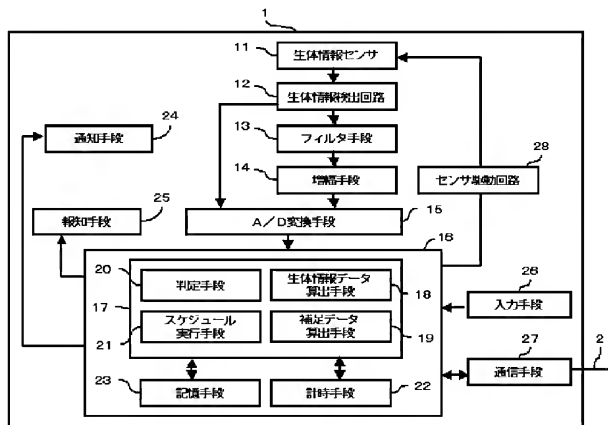 1
11
生体情報センサ
12
生体情報検出回路
24
通知手段
13
フィルタ手段
28
14
増幅手段
センサ駆動回路
25
報知手段
15
A/D変換手段
16
20
判定手段
生体情報データ
算出手段
18
17
26
入力手段
21
スケジュール
実行手段
補足データ
算出手段
19
27
2
通信手段
23
記憶手段
計時手段
22